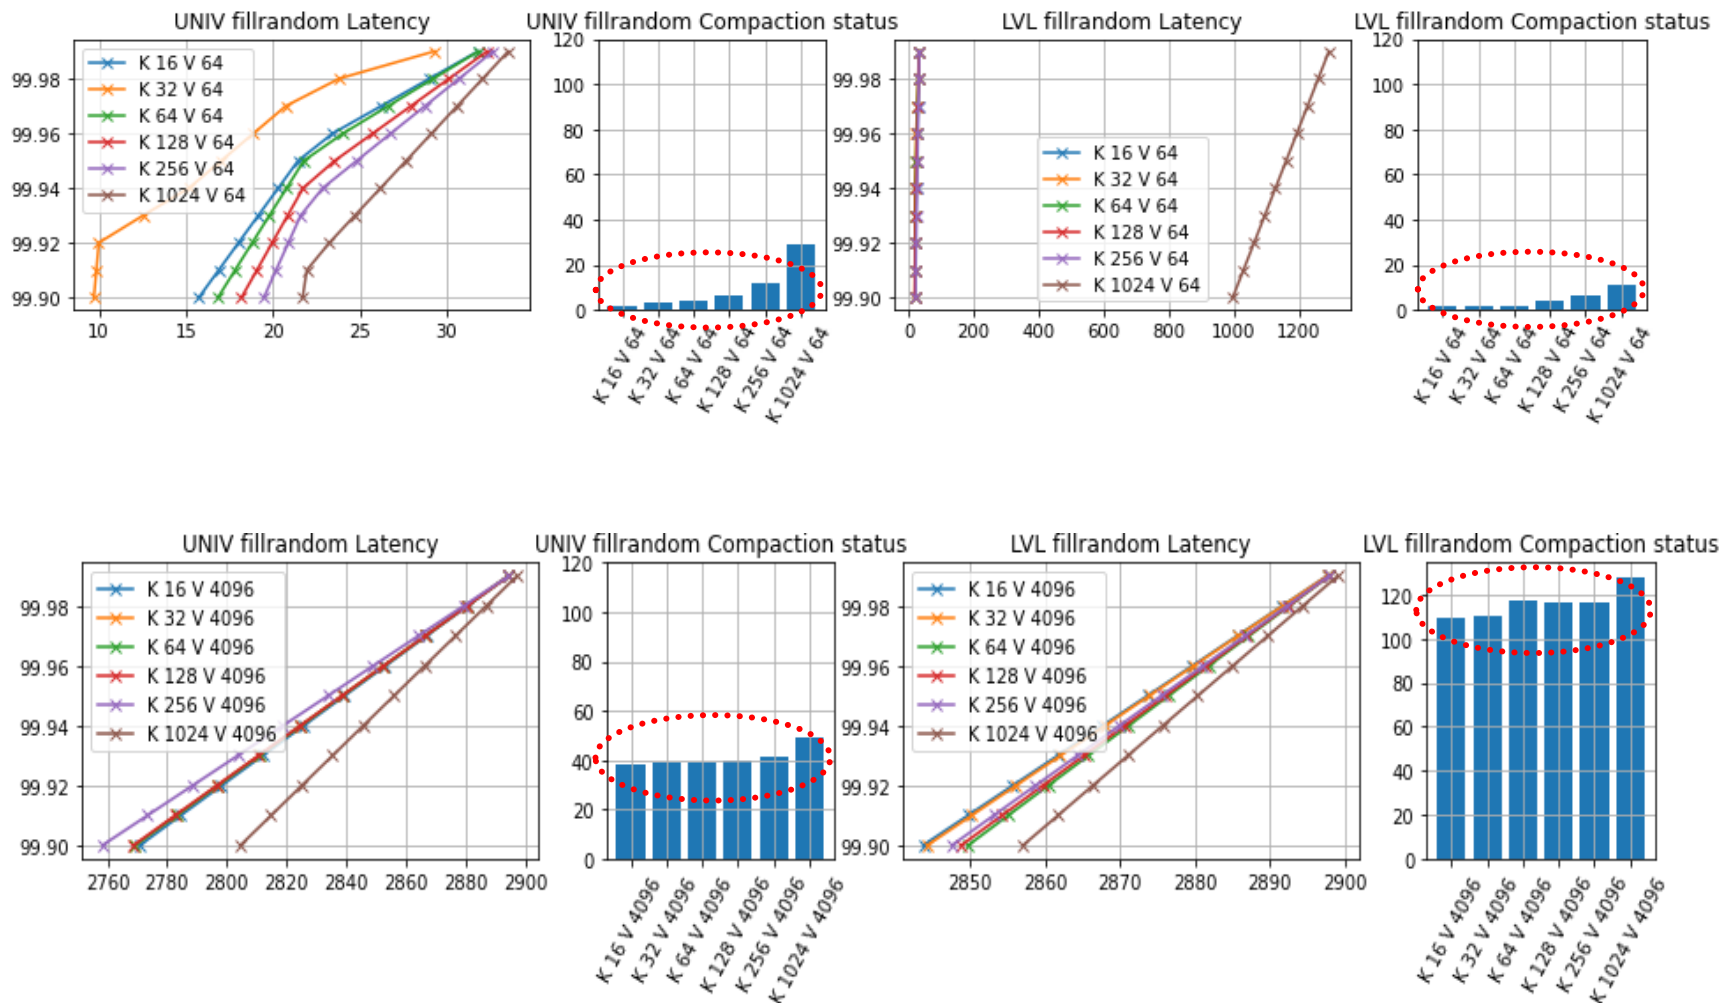 UNIV fillrandom Latency
99.98
99.96
99.94
99.92
99.90
K 16 V 64
K 32 V 64
K 64 V 64
K 128 V 64
K 256 V 64
K 1024 V 64
10 15 20 25 30
UNIV fillrandom Compaction status
120
100
80
60
40
20
0
K 16 V 64
K 32 V 64
K 64 V 64
K 128 V 64
K 256 V 64
K 1024 V 64
LVL fillrandom Latency
99.98
99.96
99.94
99.92
99.90
K 16 V 64
K 32 V 64
K 64 V 64
K 128 V 64
K 256 V 64
K 1024 V 64
0 200 400 600 800 1000 1200
LVL fillrandom Compaction status
120
100
80
60
40
20
0
K 16 V 64
K 32 V 64
K 64 V 64
K 128 V 64
K 256 V 64
K 1024 V 64
UNIV fillrandom Latency
99.98
99.96
99.94
99.92
99.90
K 16 V 4096
K 32 V 4096
K 64 V 4096
K 128 V 4096
K 256 V 4096
K 1024 V 4096
2760 2780 2800 2820 2840 2860 2880 2900
UNIV fillrandom Compaction status
120
100
80
60
40
20
0
K 16 V 4096
K 32 V 4096
K 64 V 4096
K 128 V 4096
K 256 V 4096
K 1024 V 4096
LVL fillrandom Latency
99.98
99.96
99.94
99.92
99.90
K 16 V 4096
K 32 V 4096
K 64 V 4096
K 128 V 4096
K 256 V 4096
K 1024 V 4096
2850 2860 2870 2880 2890 2900
LVL fillrandom Compaction status
120
100
80
60
40
20
0
K 16 V 4096
K 32 V 4096
K 64 V 4096
K 128 V 4096
K 256 V 4096
K 1024 V 4096